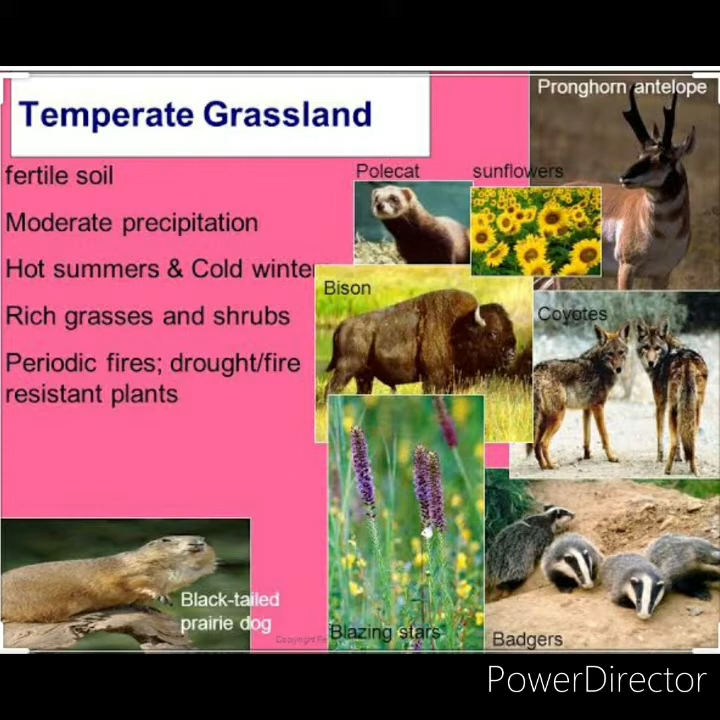 Temperate Grassland
Pronghorn antelope
fertile soil
Polecat
sunflowers
Moderate precipitation
Hot summers & Cold winte
Bison
Rich grasses and shrubs
Coyotes
Periodic fires; drought/fire
resistant plants
Black-tailed
prairie dog
Copyright
Blazing stars
Badgers
PowerDirector